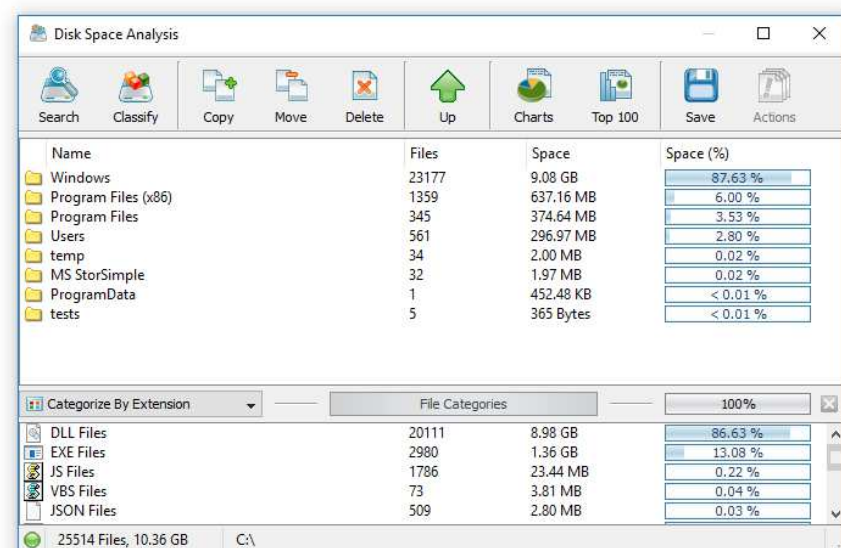 Disk Space Analysis
Search Classify Copy Move Delete Up Charts Top 100 Save Actions
Name Files Space Space (%)
Windows 23177 9.08 GB 87.63 %
Program Files (x86) 1359 637.16 MB 6.00 %
Program Files 345 374.64 MB 3.53 %
Users 561 296.97 MB 2.80 %
temp 34 2.00 MB 0.02 %
MS StorSimple 32 1.97 MB 0.02 %
ProgramData 1 452.48 KB < 0.01 %
tests 5 365 Bytes < 0.01 %
Categorize By Extension File Categories 100%
DLL Files 20111 8.98 GB 86.63 %
EXE Files 2980 1.36 GB 13.08 %
JS Files 1786 23.44 MB 0.22 %
VBS Files 73 3.81 MB 0.04 %
JSON Files 509 2.80 MB 0.03 %
25514 Files, 10.36 GB C:\